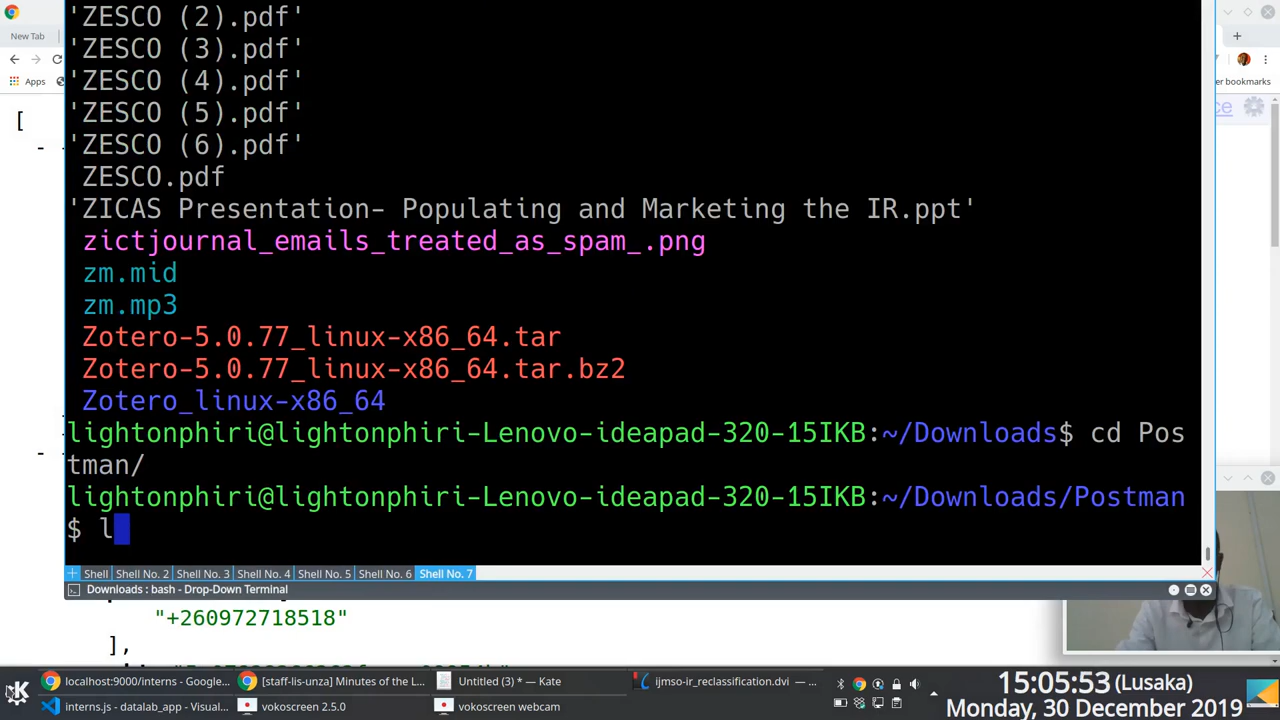 'ZESCO (2).pdf'
New Tab
'ZESCO (3).pdf'
Apps
'ZESCO (4).pdf'
er bookmarks
[
'ZESCO (5).pdf'
ce
-
'ZESCO (6).pdf'
ZESCO.pdf
'ZICAS Presentation- Populating and Marketing the IR.ppt'
zictjournal_emails_treated_as_spam_.png
zm.mid
zm.mp3
Zotero-5.0.77_linux-x86_64.tar
Zotero-5.0.77_linux-x86_64.tar.bz2
Zotero_linux-x86_64
lightonphiri@lightonphiri-Lenovo-ideapad-320-15IKB:~/Downloads$ cd Pos
-
tman/
lightonphiri@lightonphiri-Lenovo-ideapad-320-15IKB:~/Downloads/Postman
$ l
Shell Shell No. 2 Shell No. 3 Shell No. 4 Shell No. 5 Shell No. 6 Shell No. 7
Downloads : bash - Drop-Down Terminal
"+260972718518"
],
localhost:9000/interns - Google... [staff-lis-unza] Minutes of the L... Untitled (3) * — Kate ijmso-ir_reclassification.dvi — ...
interns.js - datalab_app - Visual... vokoscreen 2.5.0 vokoscreen webcam
15:05:53 (Lusaka)
Monday, 30 December 2019